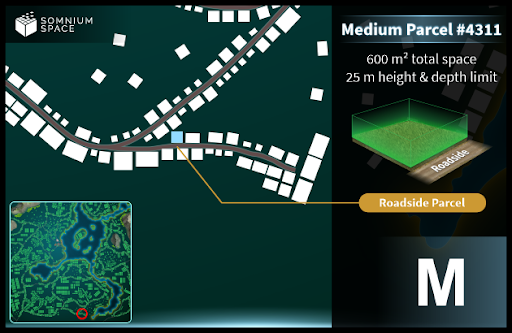 SOMNIUM
SPACE
Medium Parcel #4311
600 m² total space
25 m height & depth limit
Roadside
Roadside Parcel
M